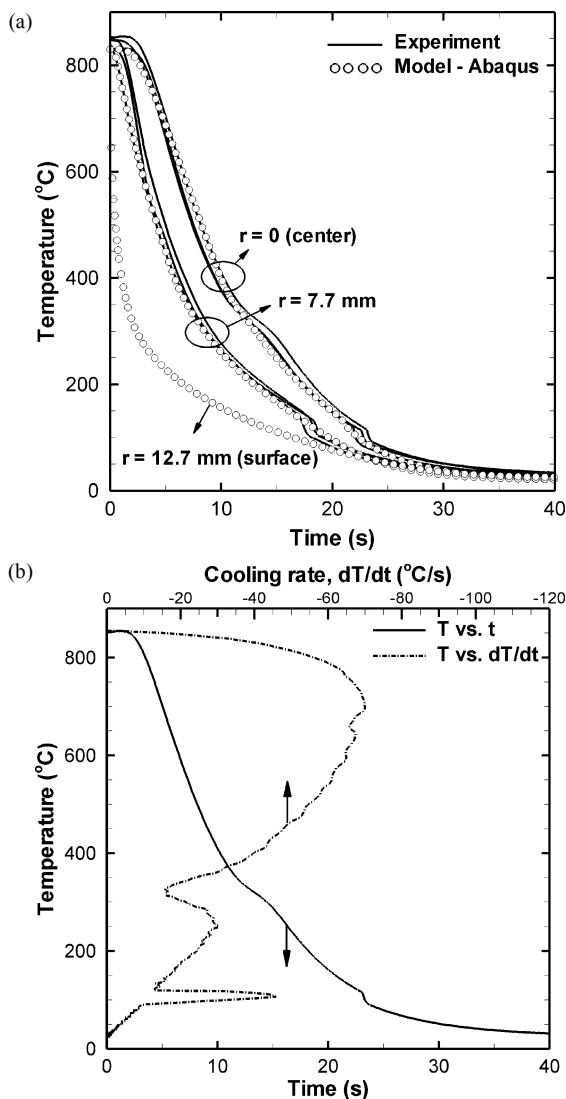 (a)
800
600
400
200
0
Temperature (°C)
Experiment
Model - Abaqus
r = 0 (center)
r = 7.7 mm
r = 12.7 mm (surface)
0 10 20 30 40
Time (s)
(b)
Cooling rate, dT/dt (°C/s)
0 -20 -40 -60 -80 -100 -120
T vs. t
T vs. dT/dt
800
600
400
200
0
Temperature (°C)
0 10 20 30 40
Time (s)